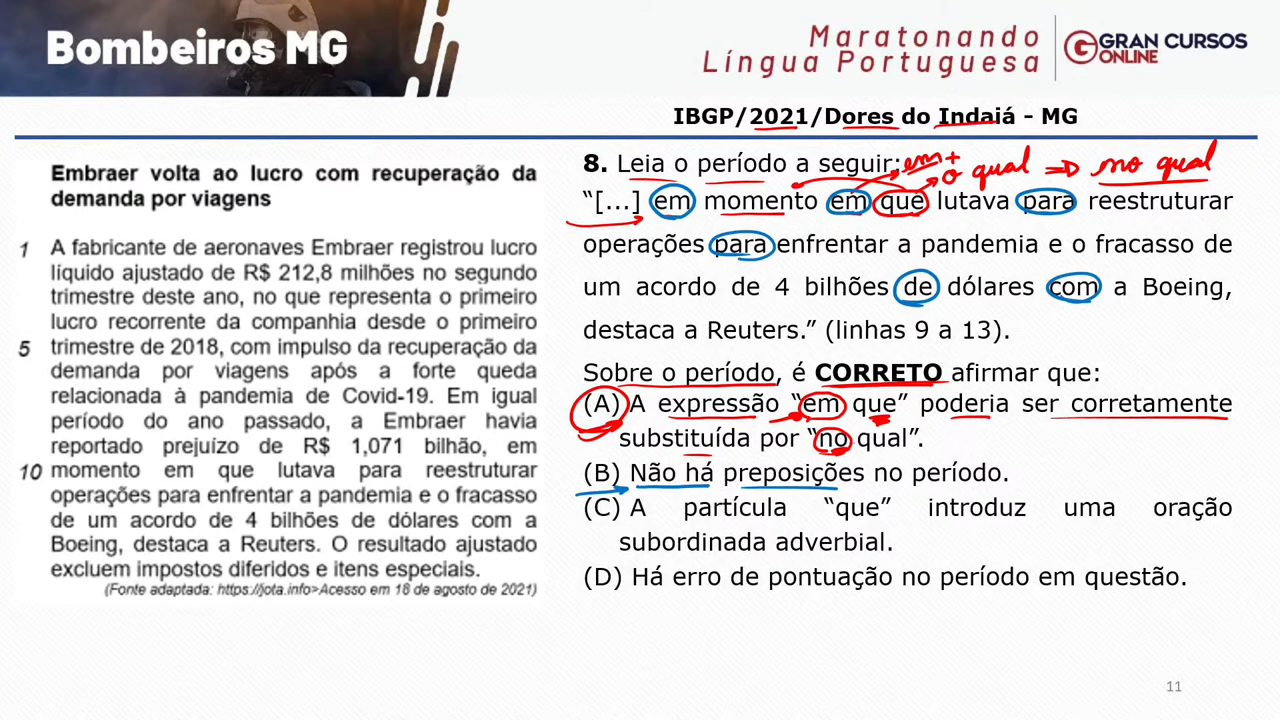 Bombeiros MG
Maratonando
Língua Portuguesa
GRAN CURSOS
ONLINE
IBGP/2021/Dores do Indaiá - MG
Embraer volta ao lucro com recuperação da
demanda por viagens
1 A fabricante de aeronaves Embraer registrou lucro
líquido ajustado de R$ 212,8 milhões no segundo
trimestre deste ano, no que representa o primeiro
lucro recorrente da companhia desde o primeiro
5 trimestre de 2018, com impulso da recuperação da
demanda por viagens após a forte queda
relacionada à pandemia de Covid-19. Em igual
período do ano passado, a Embraer havia
reportado prejuízo de R$ 1,071 bilhão, em
10 momento em que lutava para reestruturar
operações para enfrentar a pandemia e o fracasso
de um acordo de 4 bilhões de dólares com a
Boeing, destaca a Reuters. O resultado ajustado
excluem impostos diferidos e itens especiais.
(Fonte adaptada: https://jota.info>Acesso em 18 de agosto de 2021)
8. Leia o período a seguir:
em +
o qual ⇒ no qual
“[...] em momento em que lutava para reestruturar
operações para enfrentar a pandemia e o fracasso de
um acordo de 4 bilhões de dólares com a Boeing,
destaca a Reuters.” (linhas 9 a 13).
Sobre o período, é CORRETO afirmar que:
(A) A expressão “em que” poderia ser corretamente
substituída por “no qual”.
(B) Não há preposições no período.
(C) A partícula “que” introduz uma oração
subordinada adverbial.
(D) Há erro de pontuação no período em questão.
11